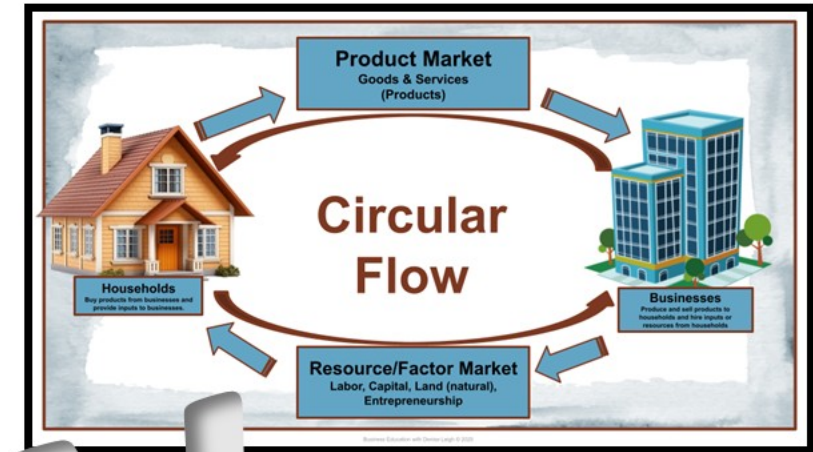 Product Market
Goods & Services
(Products)
Circular
Flow
Households
Buy products from businesses and
provide inputs to businesses.
Businesses
Produce and sell products to
households and hire inputs or
resources from households
Resource/Factor Market
Labor, Capital, Land (natural),
Entrepreneurship
Business Education with Denise Leigh © 2025